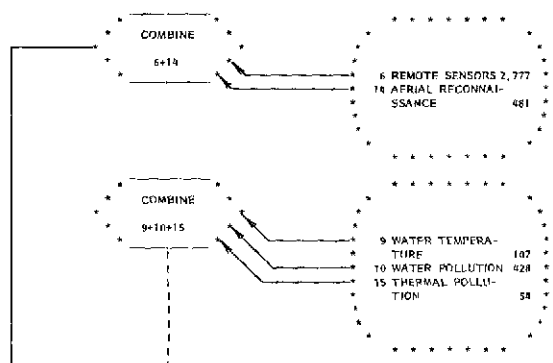 COMBINE
6+14
6 REMOTE SENSORS 2,777
14 AERIAL RECONNAI-
SSANCE 481
COMBINE
9+10+15
9 WATER TEMPERA-
TURE 107
10 WATER POLLUTION 428
15 THERMAL POLLU-
TION 54